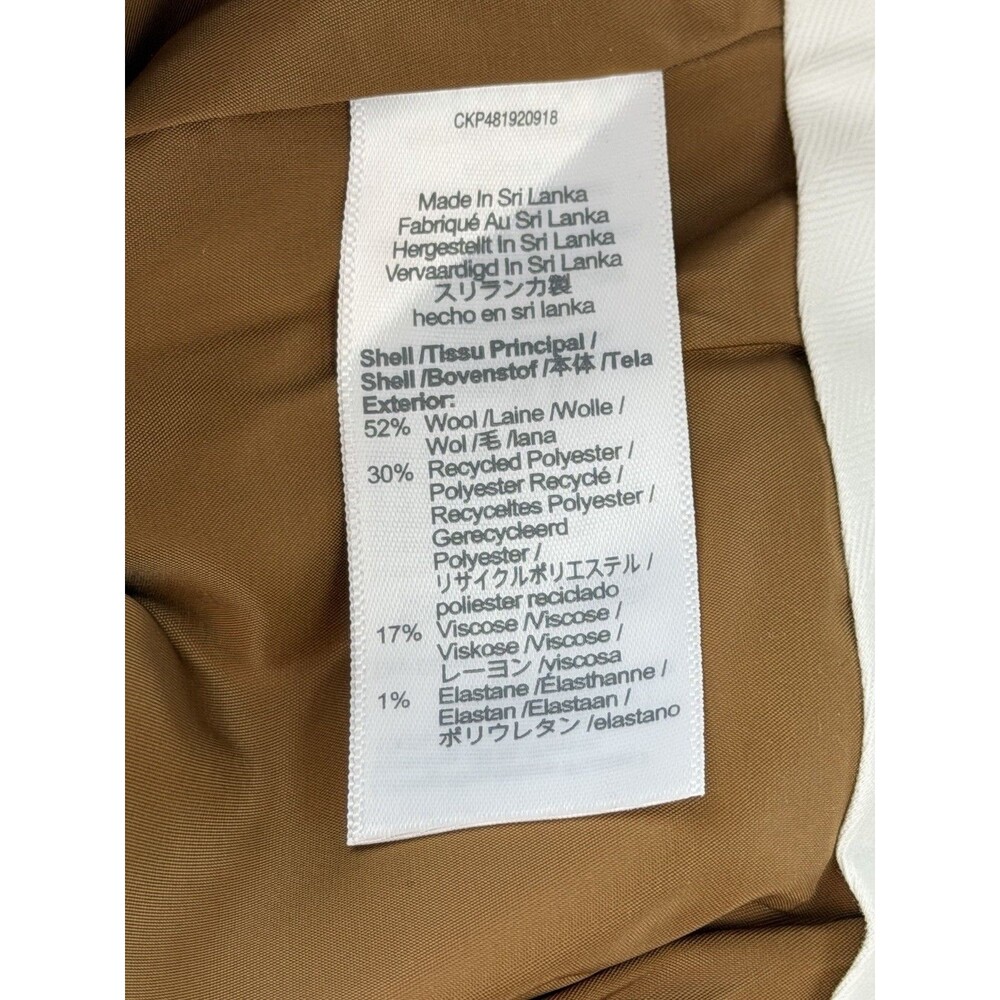 CKP481920918
Made In Sri Lanka
Fabriqué Au Sri Lanka
Hergestellt In Sri Lanka
Vervaardigd In Sri Lanka
スリランカ製
hecho en sri lanka
Shell /Tissu Principal /
Shell /Bovenstof /本体 /Tela
Exterior:
52% Wool /Laine /Wolle /
Wol /毛 /lana
30% Recycled Polyester /
Polyester Recyclé /
Recyceltes Polyester /
Gerecycleerd
Polyester /
リサイクルポリエステル /
poliester reciclado
17% Viscose /Viscose /
Viskose /Viscose /
レーヨン /viscosa
1% Elastane /Élasthanne /
Elastan /Elastaan /
ポリウレタン /elastano